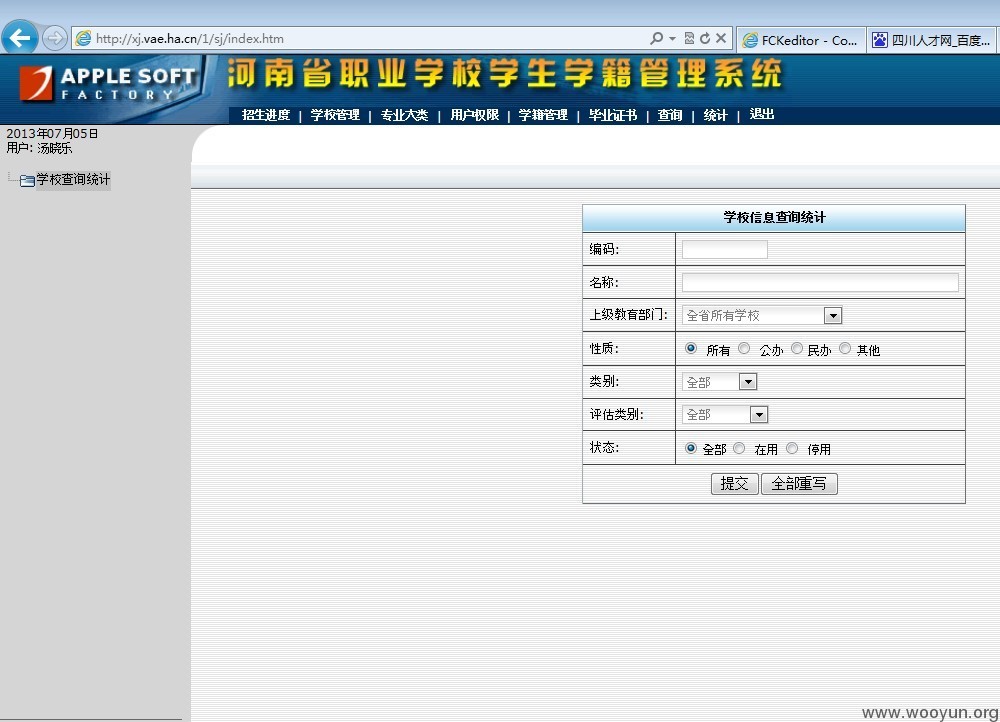 http://xj.vae.ha.cn/1/sj/index.htm
FCKeditor - Co...
四川人才网_百度...
APPLE SOFT
FACTORY
河南省职业学校学生学籍管理系统
招生进度 | 学校管理 | 专业大类 | 用户权限 | 学籍管理 | 毕业证书 | 查询 | 统计 | 退出
2013年07月05日
用户: 汤晓乐
学校查询统计
学校信息查询统计
编码:
名称:
上级教育部门: 全省所有学校
性质: 所有 公办 民办 其他
类别: 全部
评估类别: 全部
状态: 全部 在用 停用
提交 全部重写
www.wooyun.org